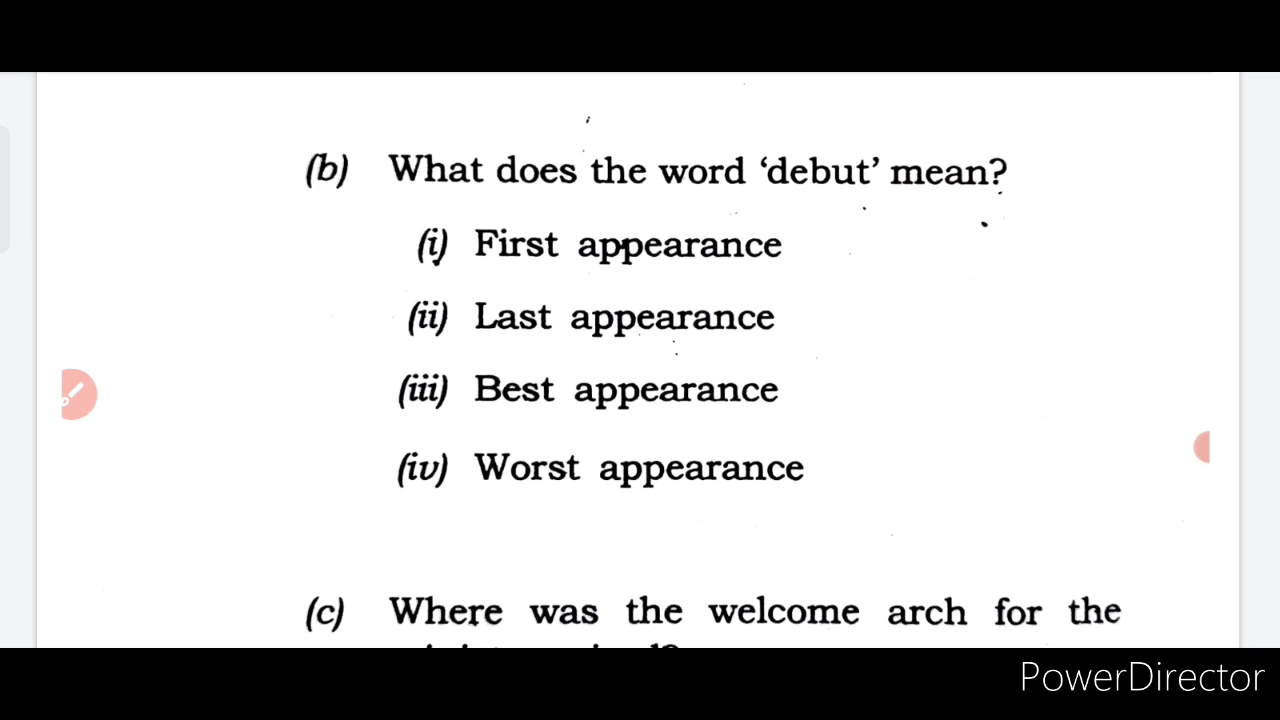 (b) What does the word ‘debut’ mean?
(i) First appearance
(ii) Last appearance
(iii) Best appearance
(iv) Worst appearance
(c) Where was the welcome arch for the
PowerDirector